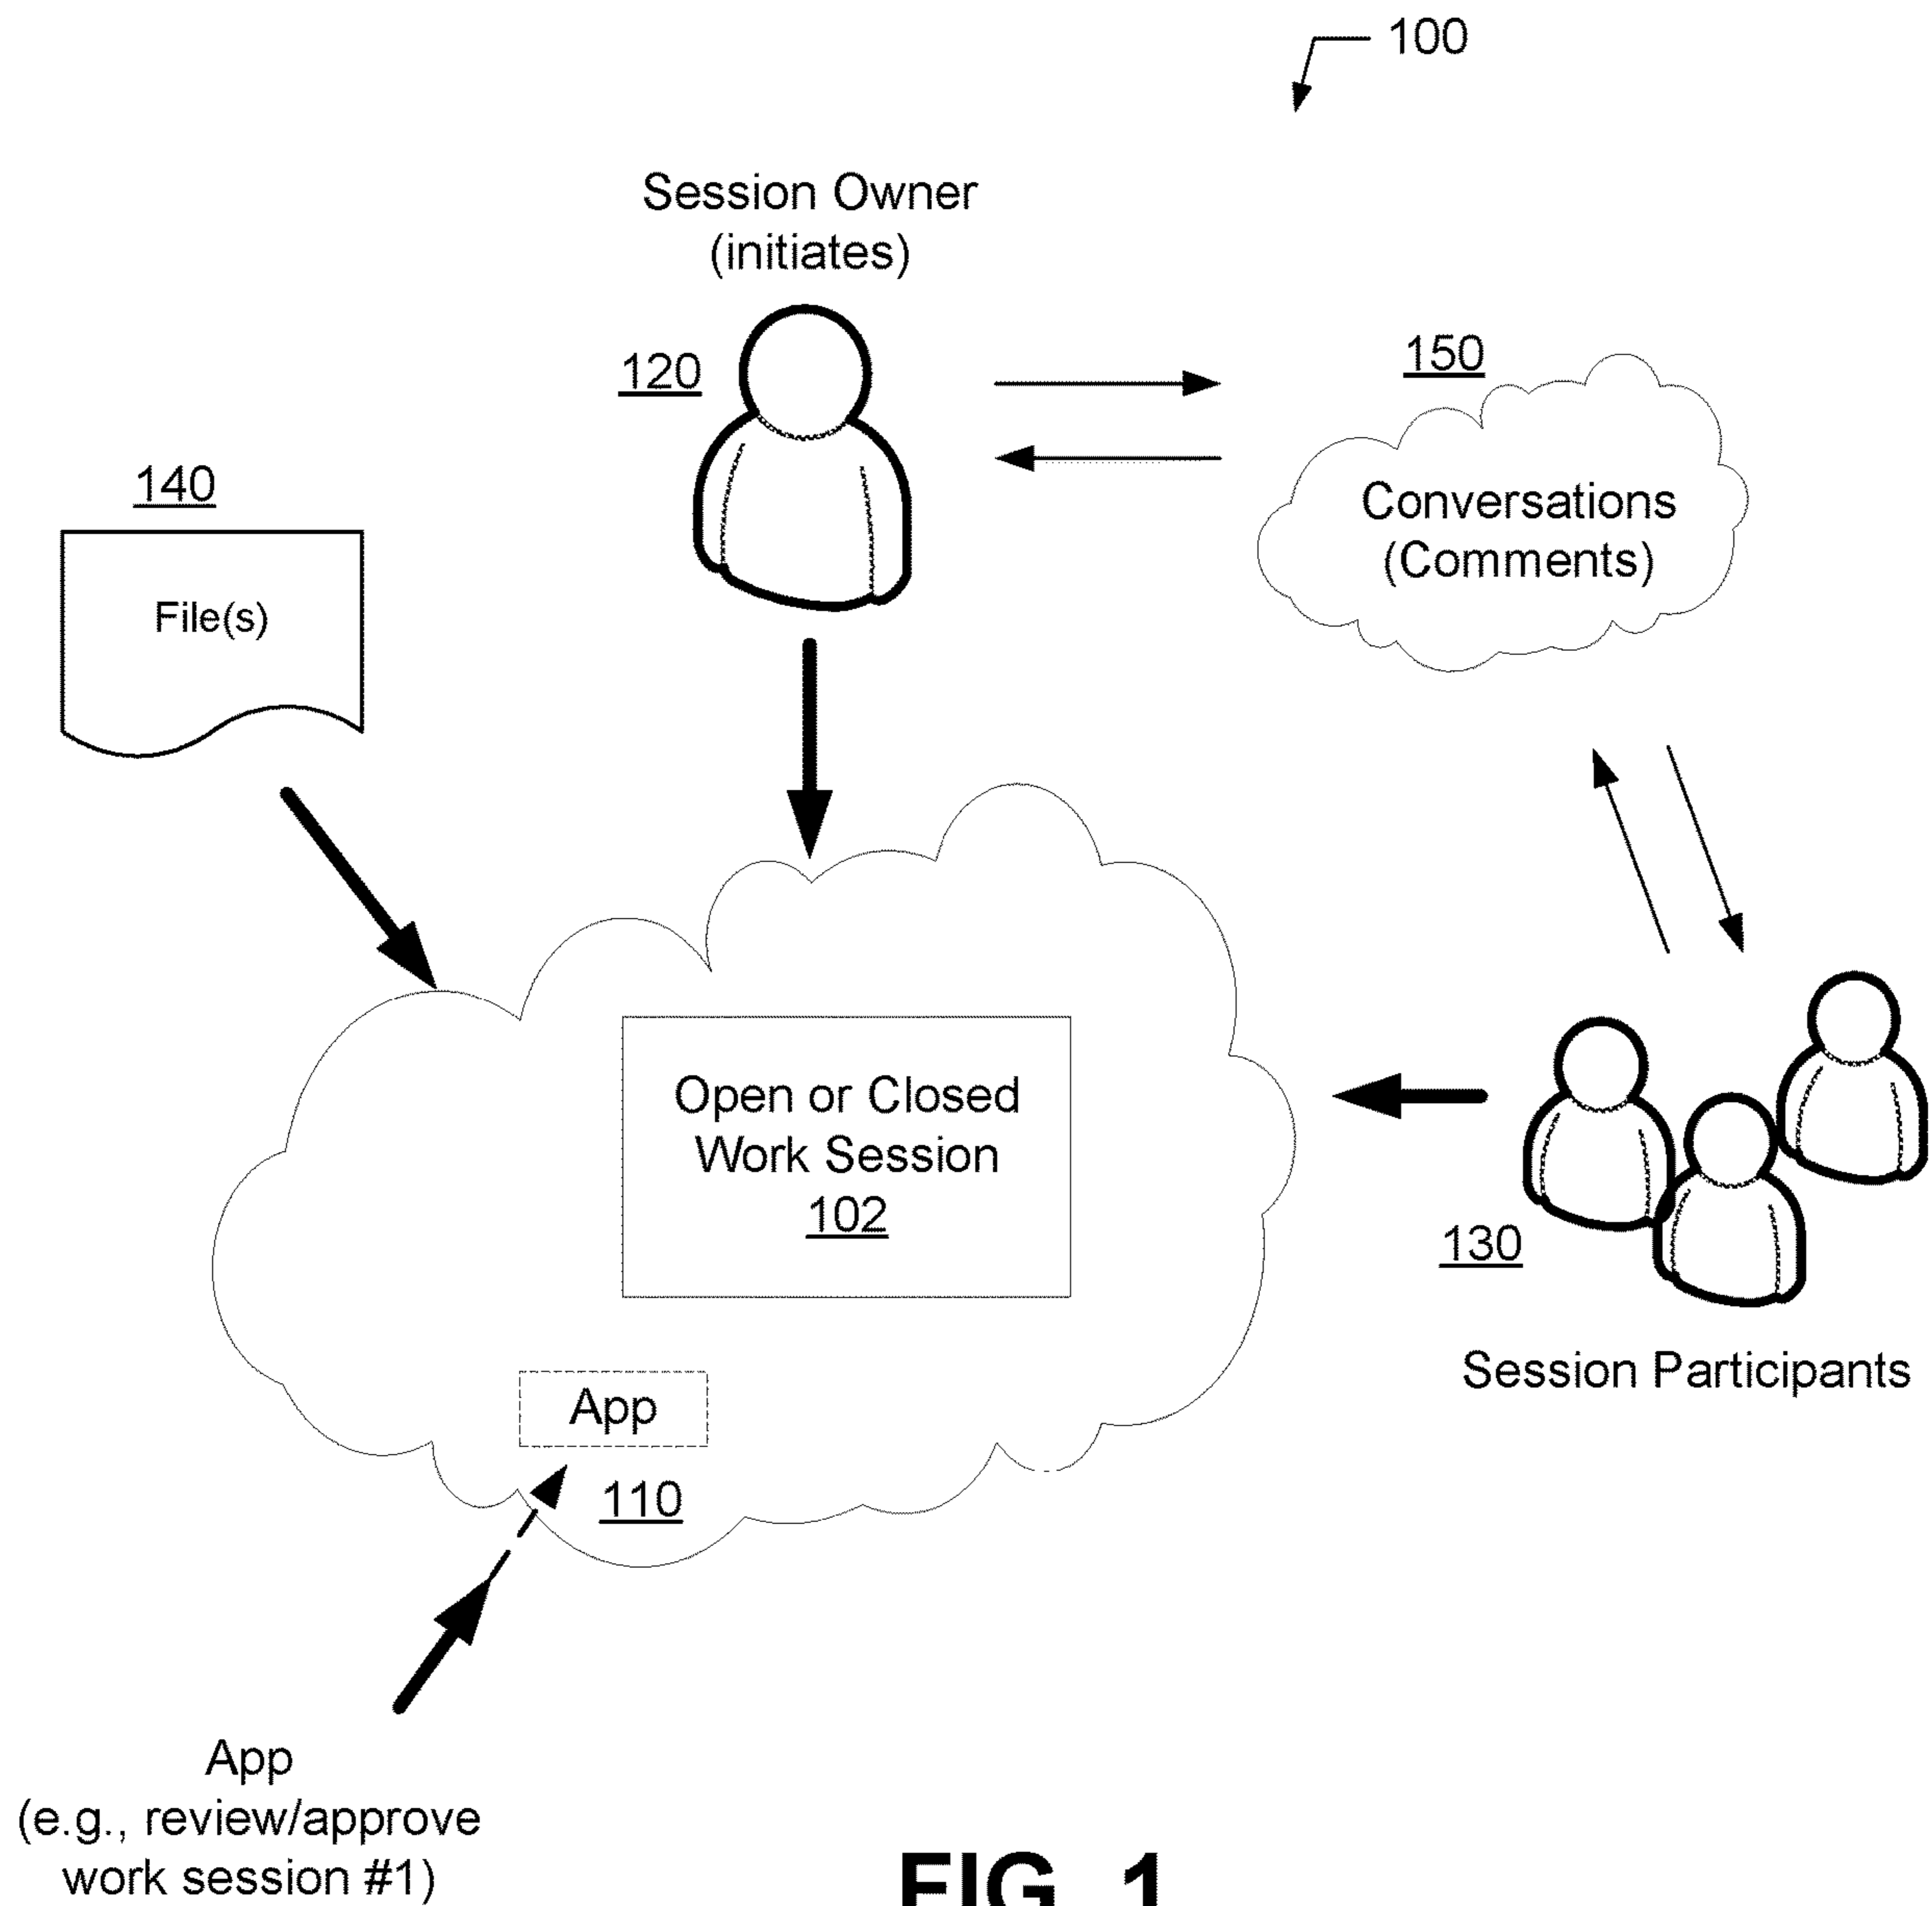 100
Session Owner
(initiates)
120
150
Conversations
(Comments)
140
File(s)
Open or Closed
Work Session
102
130
Session Participants
App
110
App
(e.g., review/approve
work session #1)
FIG. 1